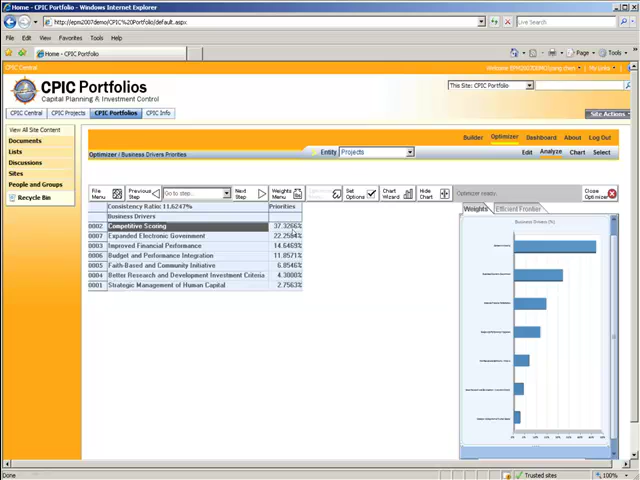 Home - CPIC Portfolio - Windows Internet Explorer
http://epm2007demo/CPIC%20Portfolio/default.aspx
Live Search
File Edit View Favorites Tools Help
Home - CPIC Portfolio
Page Tools
CPIC Central
My Links
CPIC Portfolios
Capital Planning & Investment Control
This Site: CPIC Portfolio
CPIC Central CPIC Projects CPIC Portfolios CPIC Info
Site Actions
View All Site Content
Documents
Lists
Discussions
Sites
People and Groups
Recycle Bin
Builder Optimizer Dashboard About Log Out
Optimizer / Business Drivers Priorities
Entity Projects
Edit Analyze Chart Select
File Menu
Previous Step
Go to step...
Next Step
Weights Menu
Set Options
Chart Wizard
Hide Chart
Optimizer ready.
Close Optimizer
Consistency Ratio: 11.6247% Priorities
Business Drivers
0002 Competitive Scoring
0007 Expanded Electronic Government
0003 Improved Financial Performance 14.6469%
0006 Budget and Performance Integration 11.8571%
0005 Faith-Based and Community Initiative 6.8546%
0004 Better Research and Development Investment Criteria
0001 Strategic Management of Human Capital 2.7563%
Weights Efficient Frontier
Business Drivers (%)
Done
Trusted sites
100%